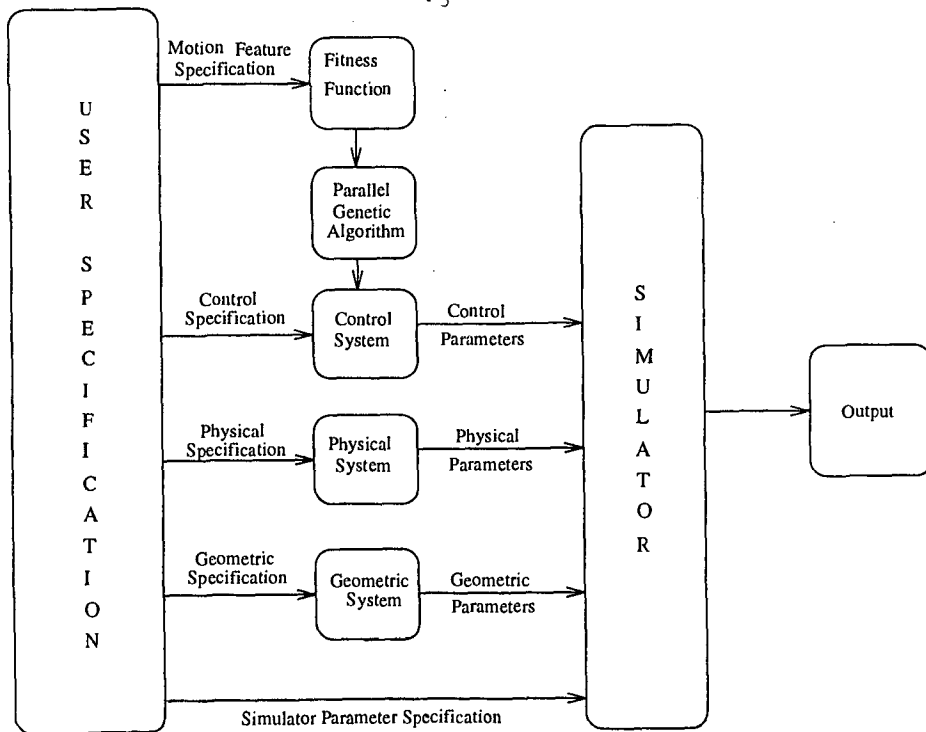 Motion Feature
Specification
Fitness
Function
USER SPECIFICATION
Parallel
Genetic
Algorithm
Control
Specification
Control
System
Control
Parameters
SIMULATOR
Output
Physical
Specification
Physical
System
Physical
Parameters
Geometric
Specification
Geometric
System
Geometric
Parameters
Simulator Parameter Specification